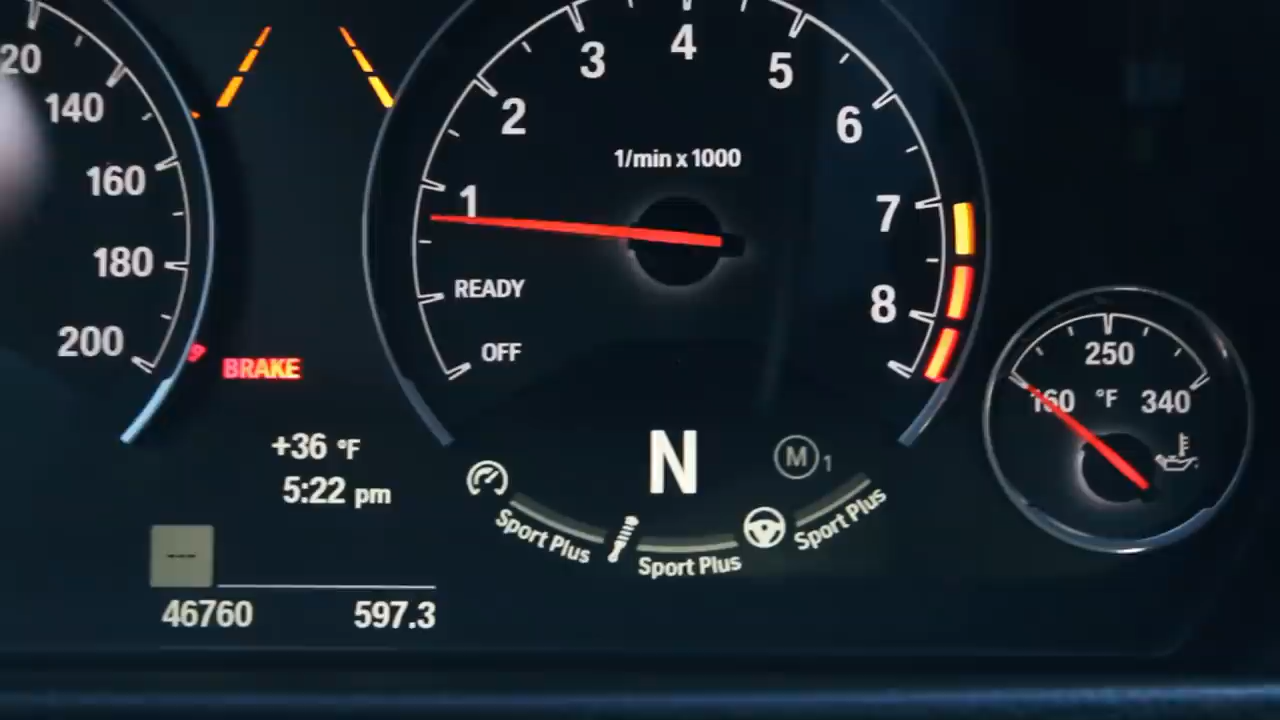 20
140
160
180
200
1
2
3
4
5
6
7
8
1/min x 1000
READY
OFF
BRAKE
+36 °F
5:22 pm
N
M 1
Sport Plus
Sport Plus
Sport Plus
160
250
340
°F
46760
597.3